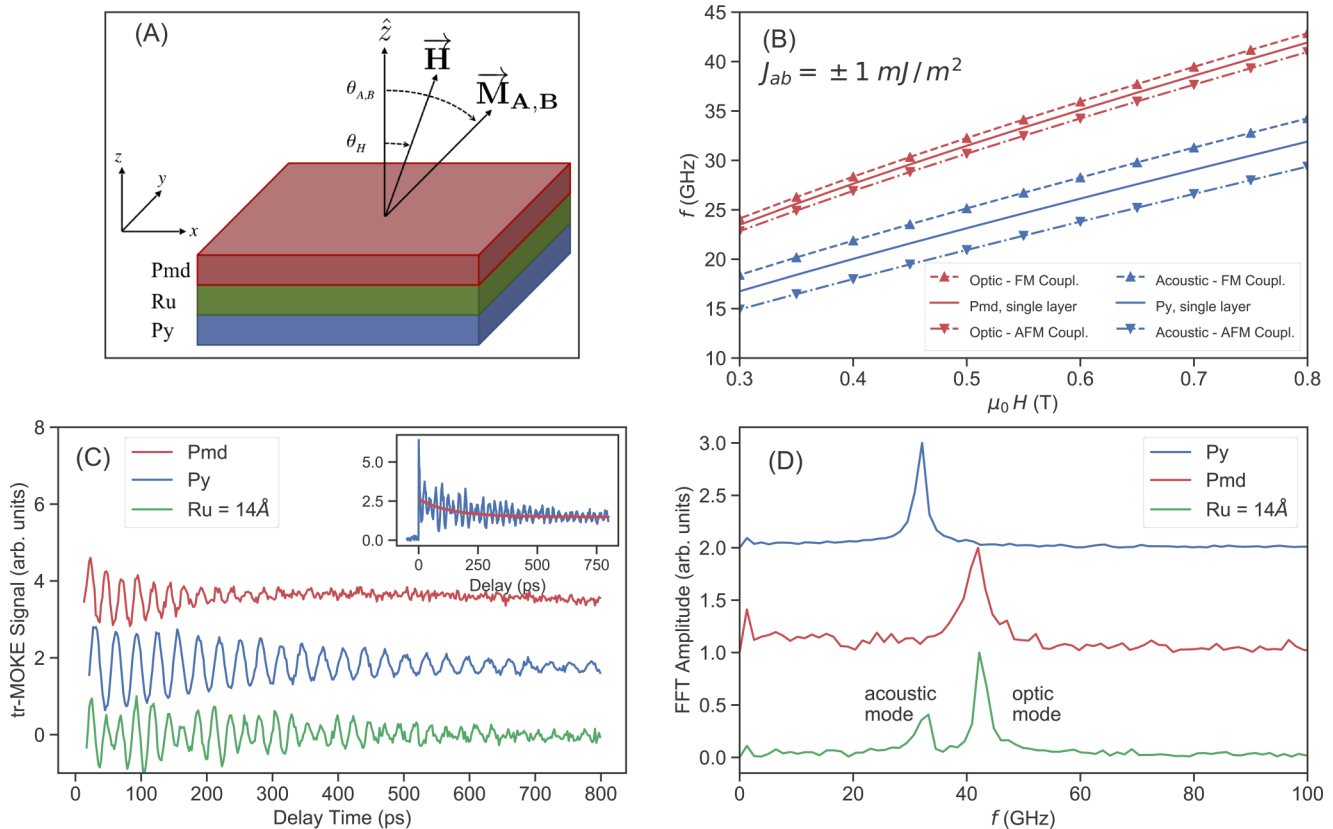 (A)
ẑ
H
θA,B
MA,B
θH
z
y
x
Pmd
Ru
Py
(B)
Jab = ± 1 mJ/m²
45
40
35
30
25
20
15
10
f (GHz)
Optic - FM Coupl.
Pmd, single layer
Optic - AFM Coupl.
Acoustic - FM Coupl.
Py, single layer
Acoustic - AFM Coupl.
0.3 0.4 0.5 0.6 0.7 0.8
μ₀ H (T)
(C)
Pmd
Py
Ru = 14Å
8
6
4
2
0
tr-MOKE Signal (arb. units)
5.0
2.5
0.0
0 250 500 750
Delay (ps)
0 100 200 300 400 500 600 700 800
Delay Time (ps)
(D)
Py
Pmd
Ru = 14Å
3.0
2.5
2.0
1.5
1.0
0.5
0.0
FFT Amplitude (arb. units)
acoustic
mode
optic
mode
0 20 40 60 80 100
f (GHz)